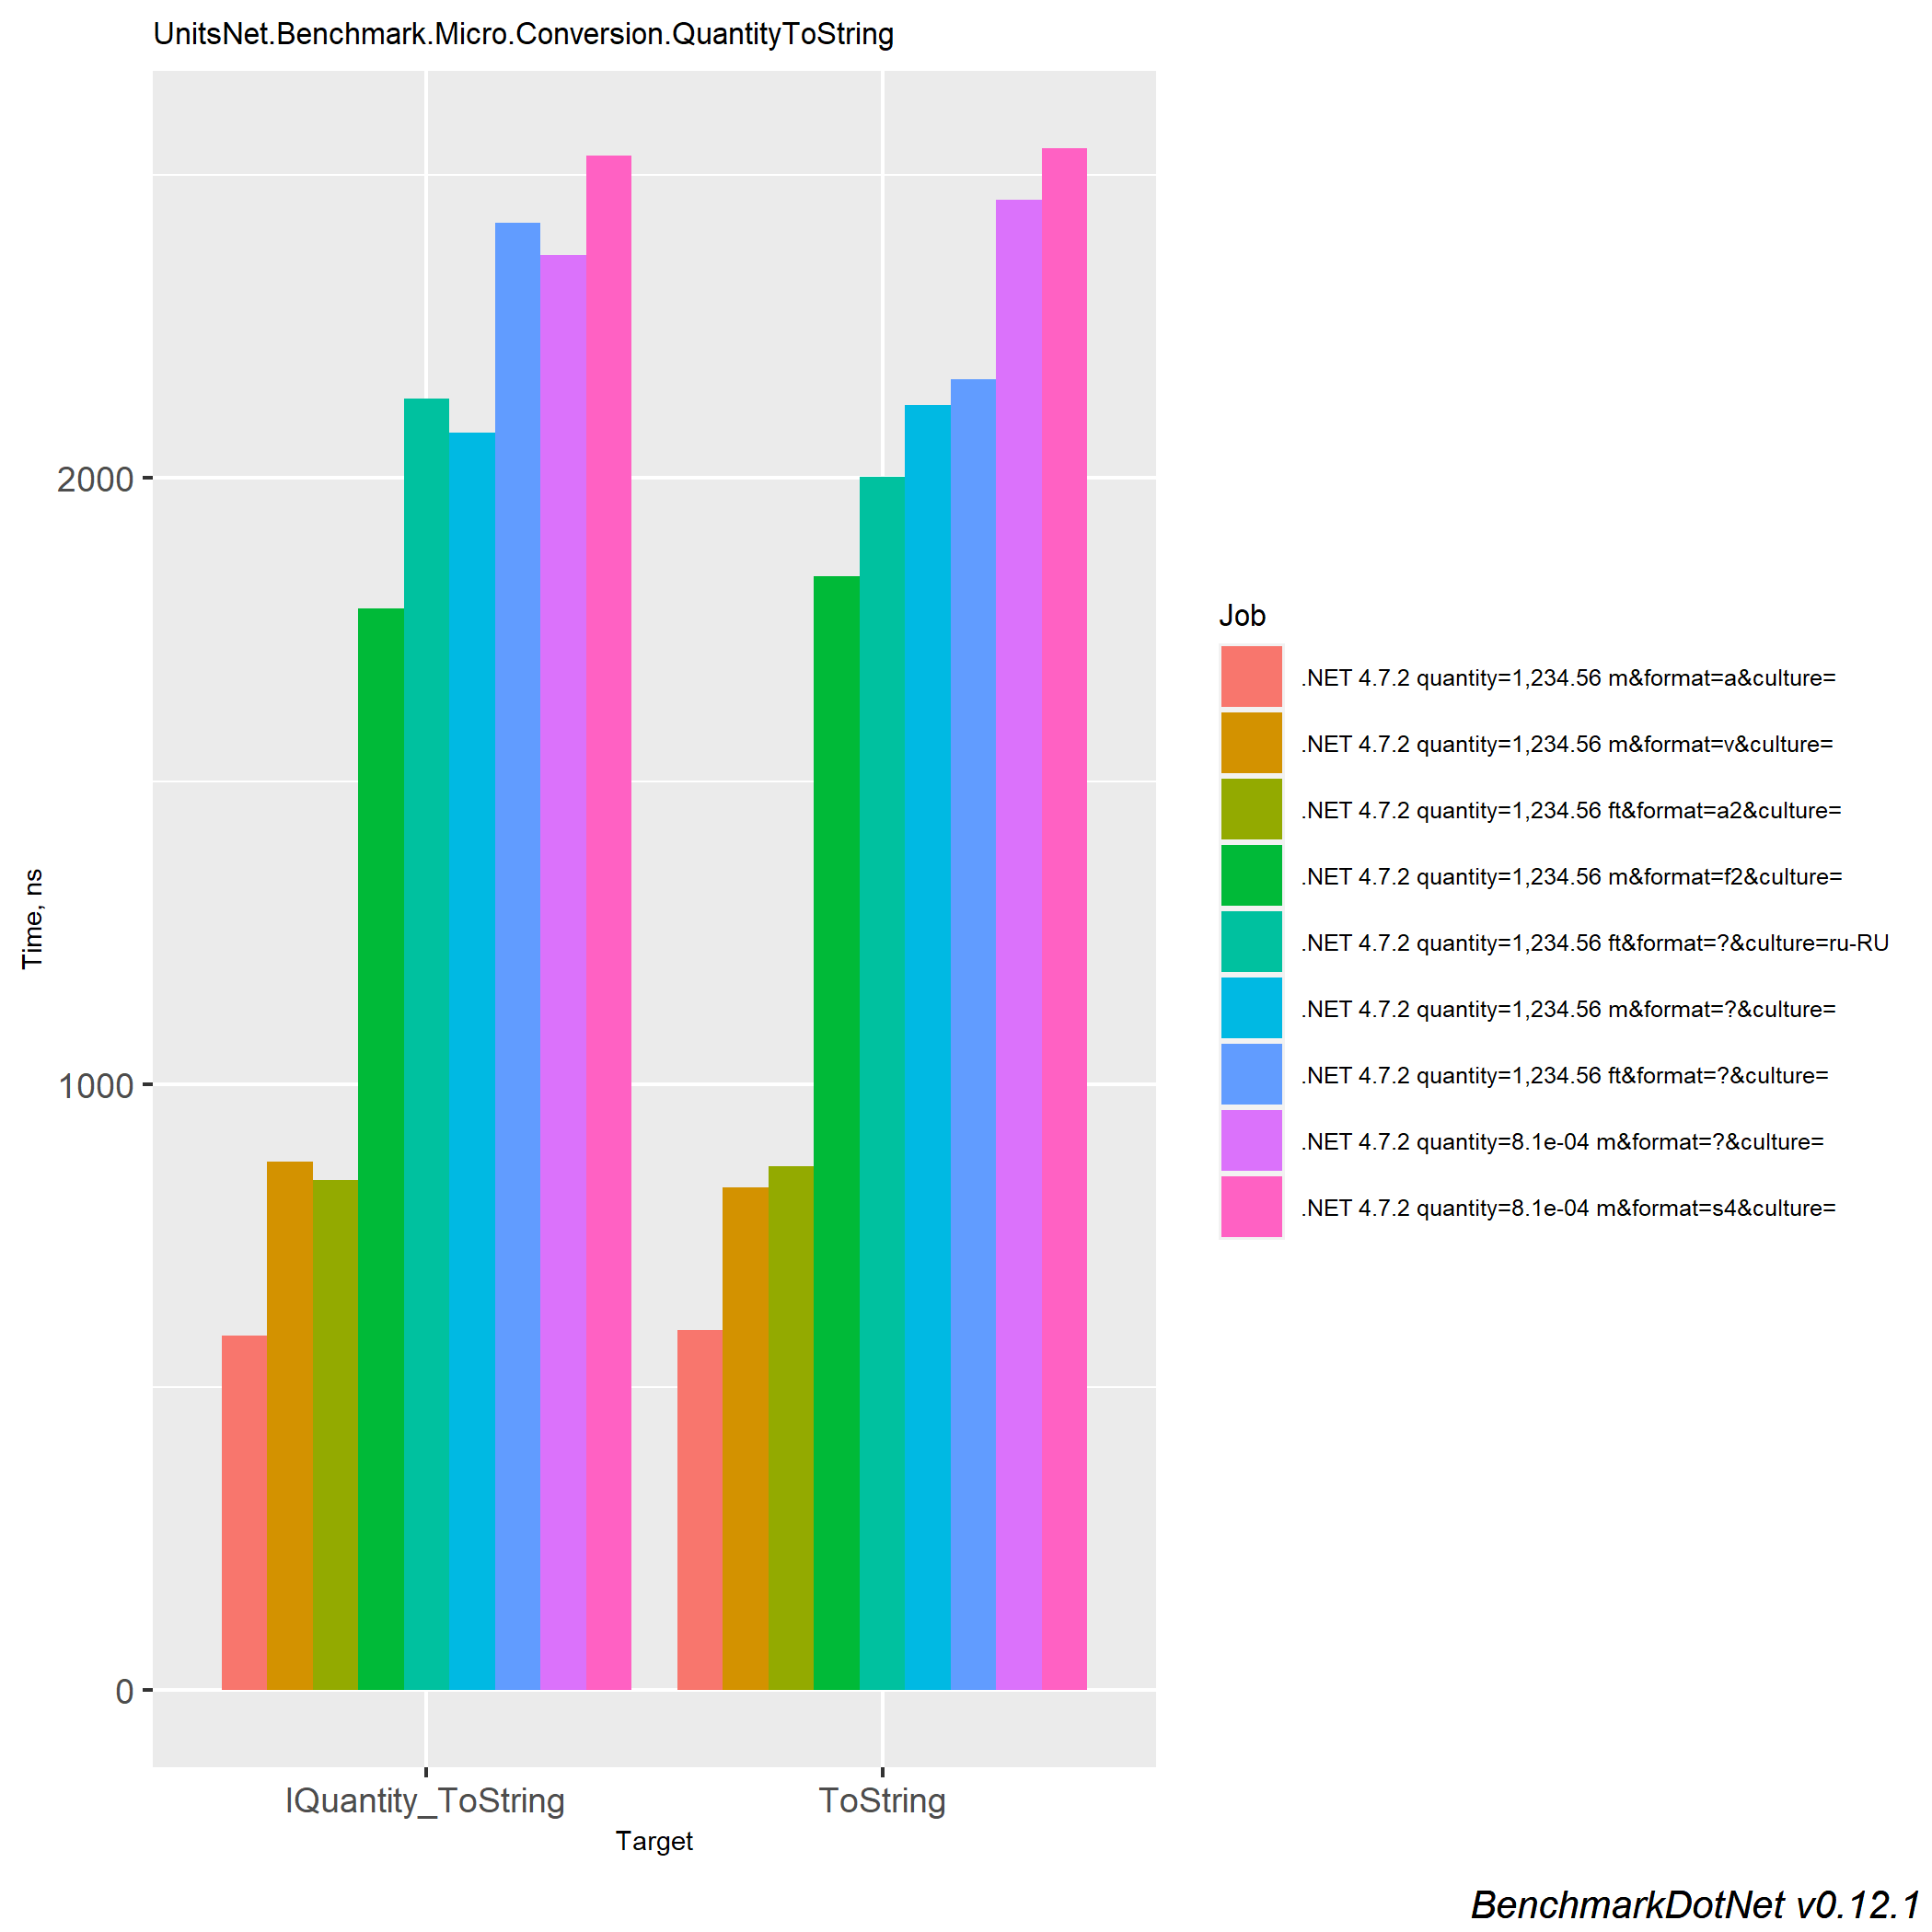 UnitsNet.Benchmark.Micro.Conversion.QuantityToString
2000
1000
0
Time, ns
IQuantity_ToString
ToString
Target
Job
.NET 4.7.2 quantity=1,234.56 m&format=a&culture=
.NET 4.7.2 quantity=1,234.56 m&format=v&culture=
.NET 4.7.2 quantity=1,234.56 ft&format=a2&culture=
.NET 4.7.2 quantity=1,234.56 m&format=f2&culture=
.NET 4.7.2 quantity=1,234.56 ft&format=?&culture=ru-RU
.NET 4.7.2 quantity=1,234.56 m&format=?&culture=
.NET 4.7.2 quantity=1,234.56 ft&format=?&culture=
.NET 4.7.2 quantity=8.1e-04 m&format=?&culture=
.NET 4.7.2 quantity=8.1e-04 m&format=s4&culture=
BenchmarkDotNet v0.12.1